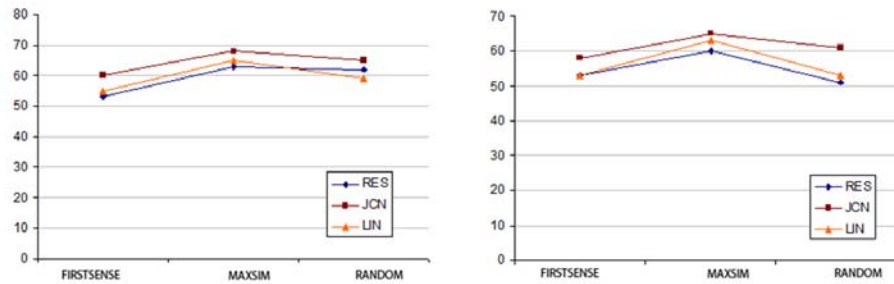 80
70
60
50
40
30
20
10
0
RES
JCN
LIN
FIRSTSENSE MAXSIM RANDOM
70
60
50
40
30
20
10
0
RES
JCN
LIN
FIRSTSENSE MAXSIM RANDOM